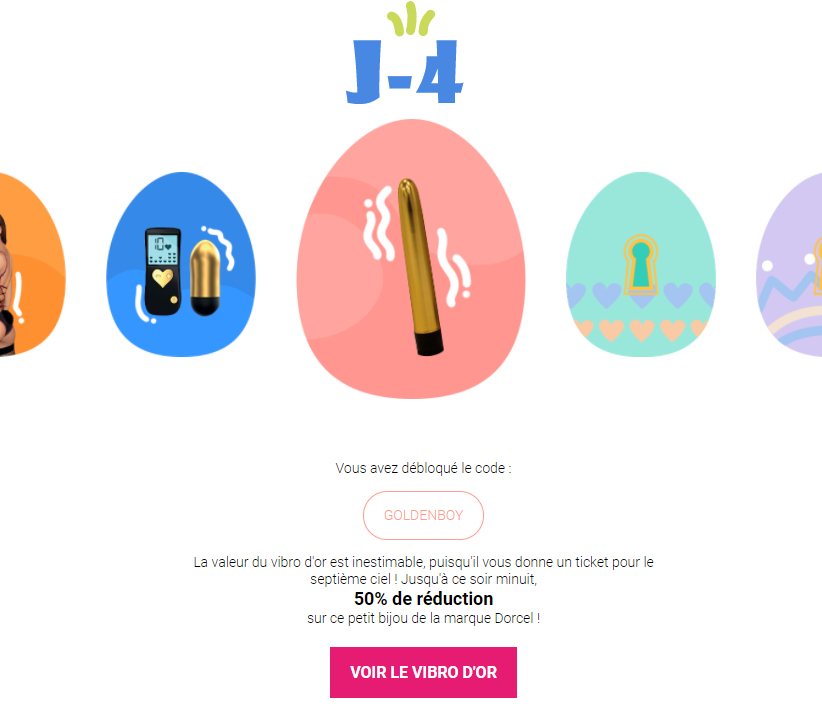 J-4
10
Vous avez débloqué le code :
GOLDENBOY
La valeur du vibro d'or est inestimable, puisqu'il vous donne un ticket pour le
septième ciel ! Jusqu'à ce soir minuit,
50% de réduction
sur ce petit bijou de la marque Dorcel !
VOIR LE VIBRO D'OR